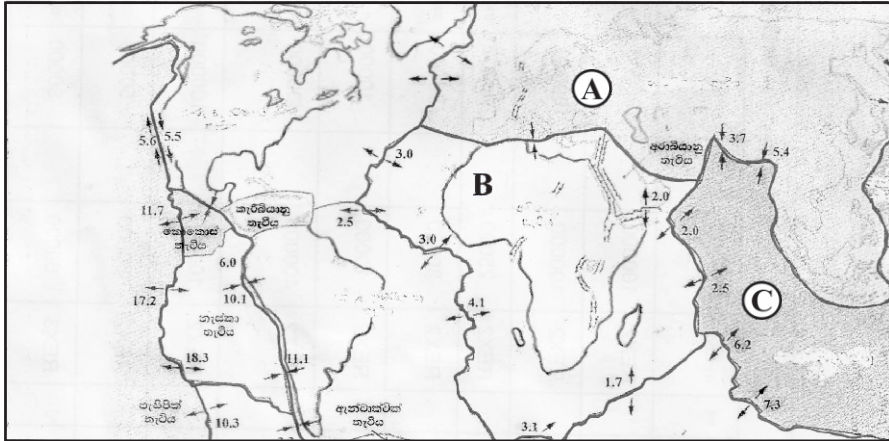 A
අරාබියානු
තැටිය
3.7
5.4
5.6
5.5
3.0
B
කැරිබියානු
තැටිය
2.0
11.7
කොකොස්
තැටිය
2.5
3.0
2.0
6.0
2.5
C
17.2
10.1
4.1
නැස්කා
තැටිය
6.2
18.3
11.1
1.7
7.3
පැසිපික්
තැටිය
10.3
ඇන්ටාක්ටික්
තැටිය
3.1